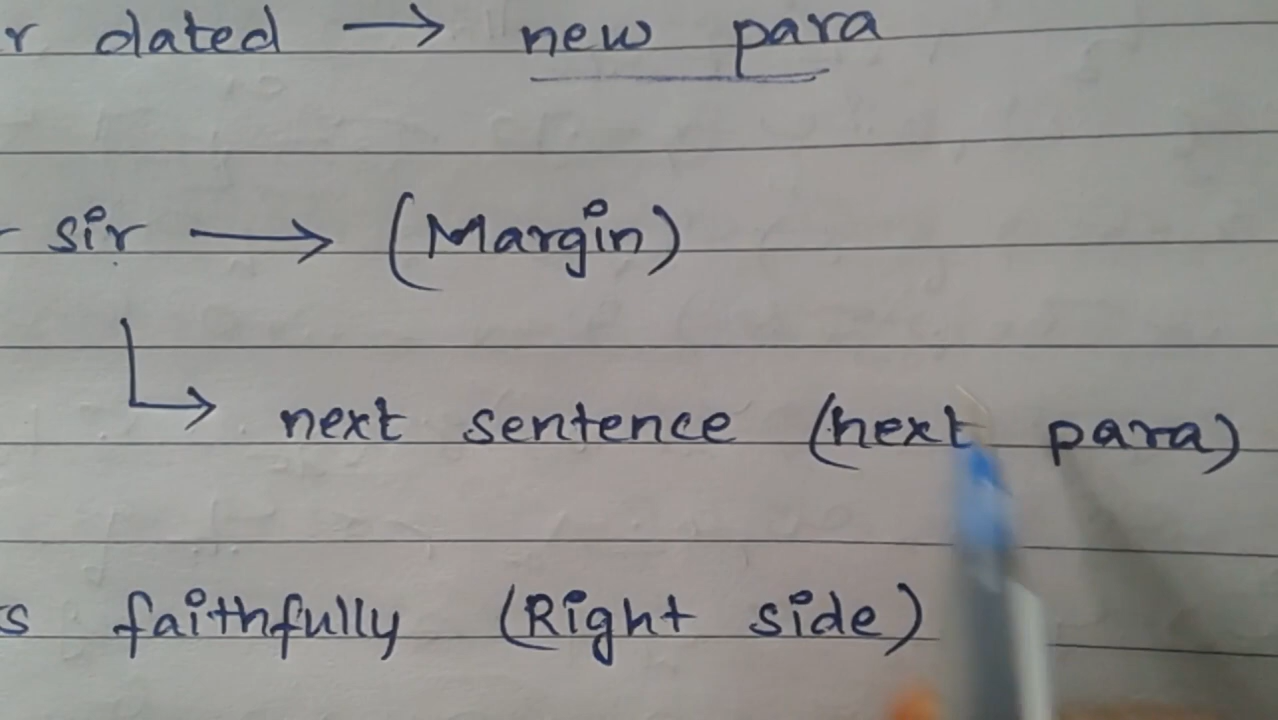 r dated → new para
sir → (Margin)
↳ next sentence (next para)
s faithfully (Right side)